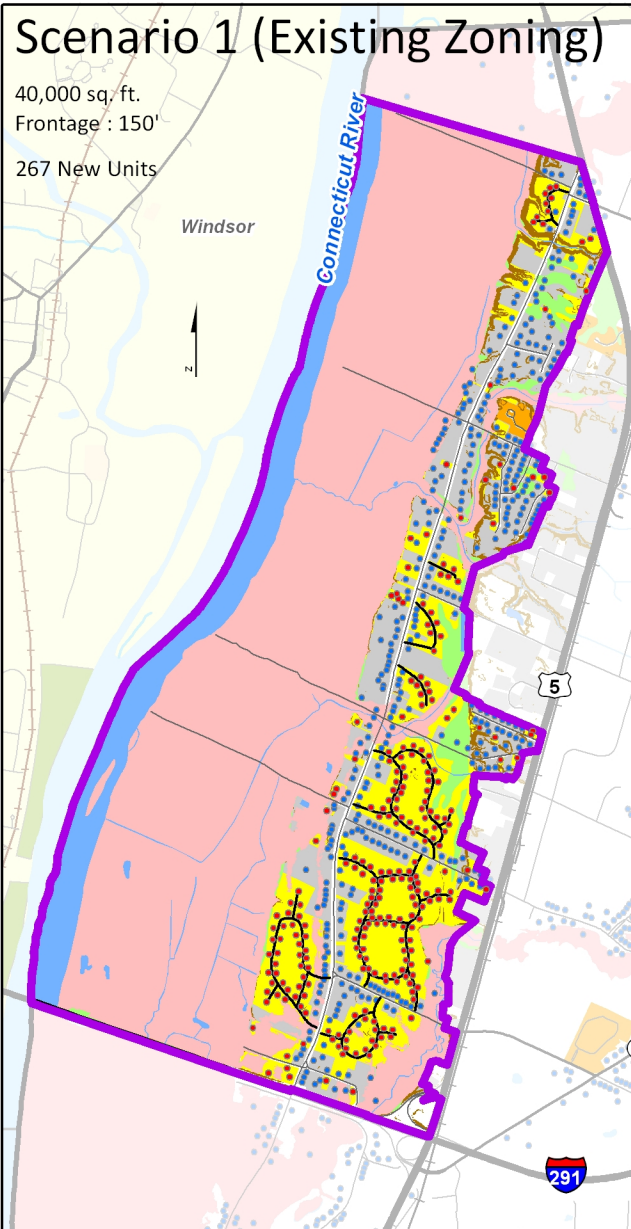 Scenario 1 (Existing Zoning)
40,000 sq. ft.
Frontage : 150'
267 New Units
Connecticut River
Windsor
z
5
291